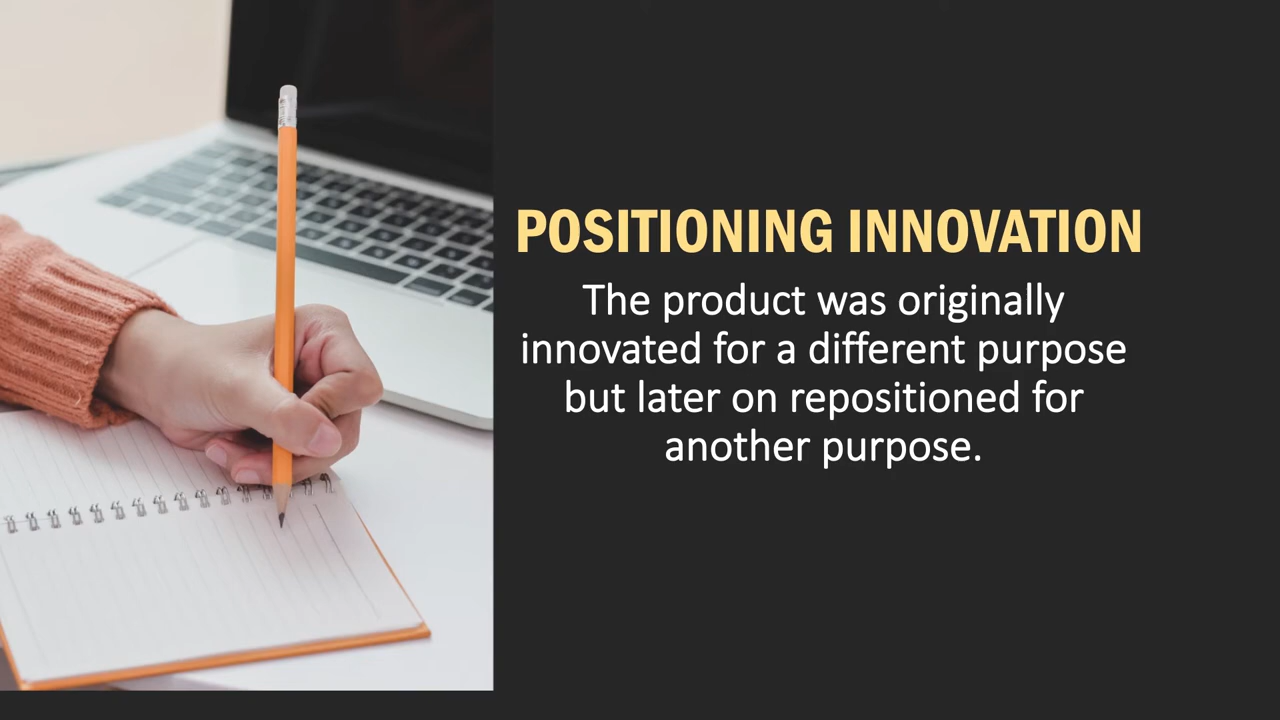 POSITIONING INNOVATION
The product was originally
innovated for a different purpose
but later on repositioned for
another purpose.